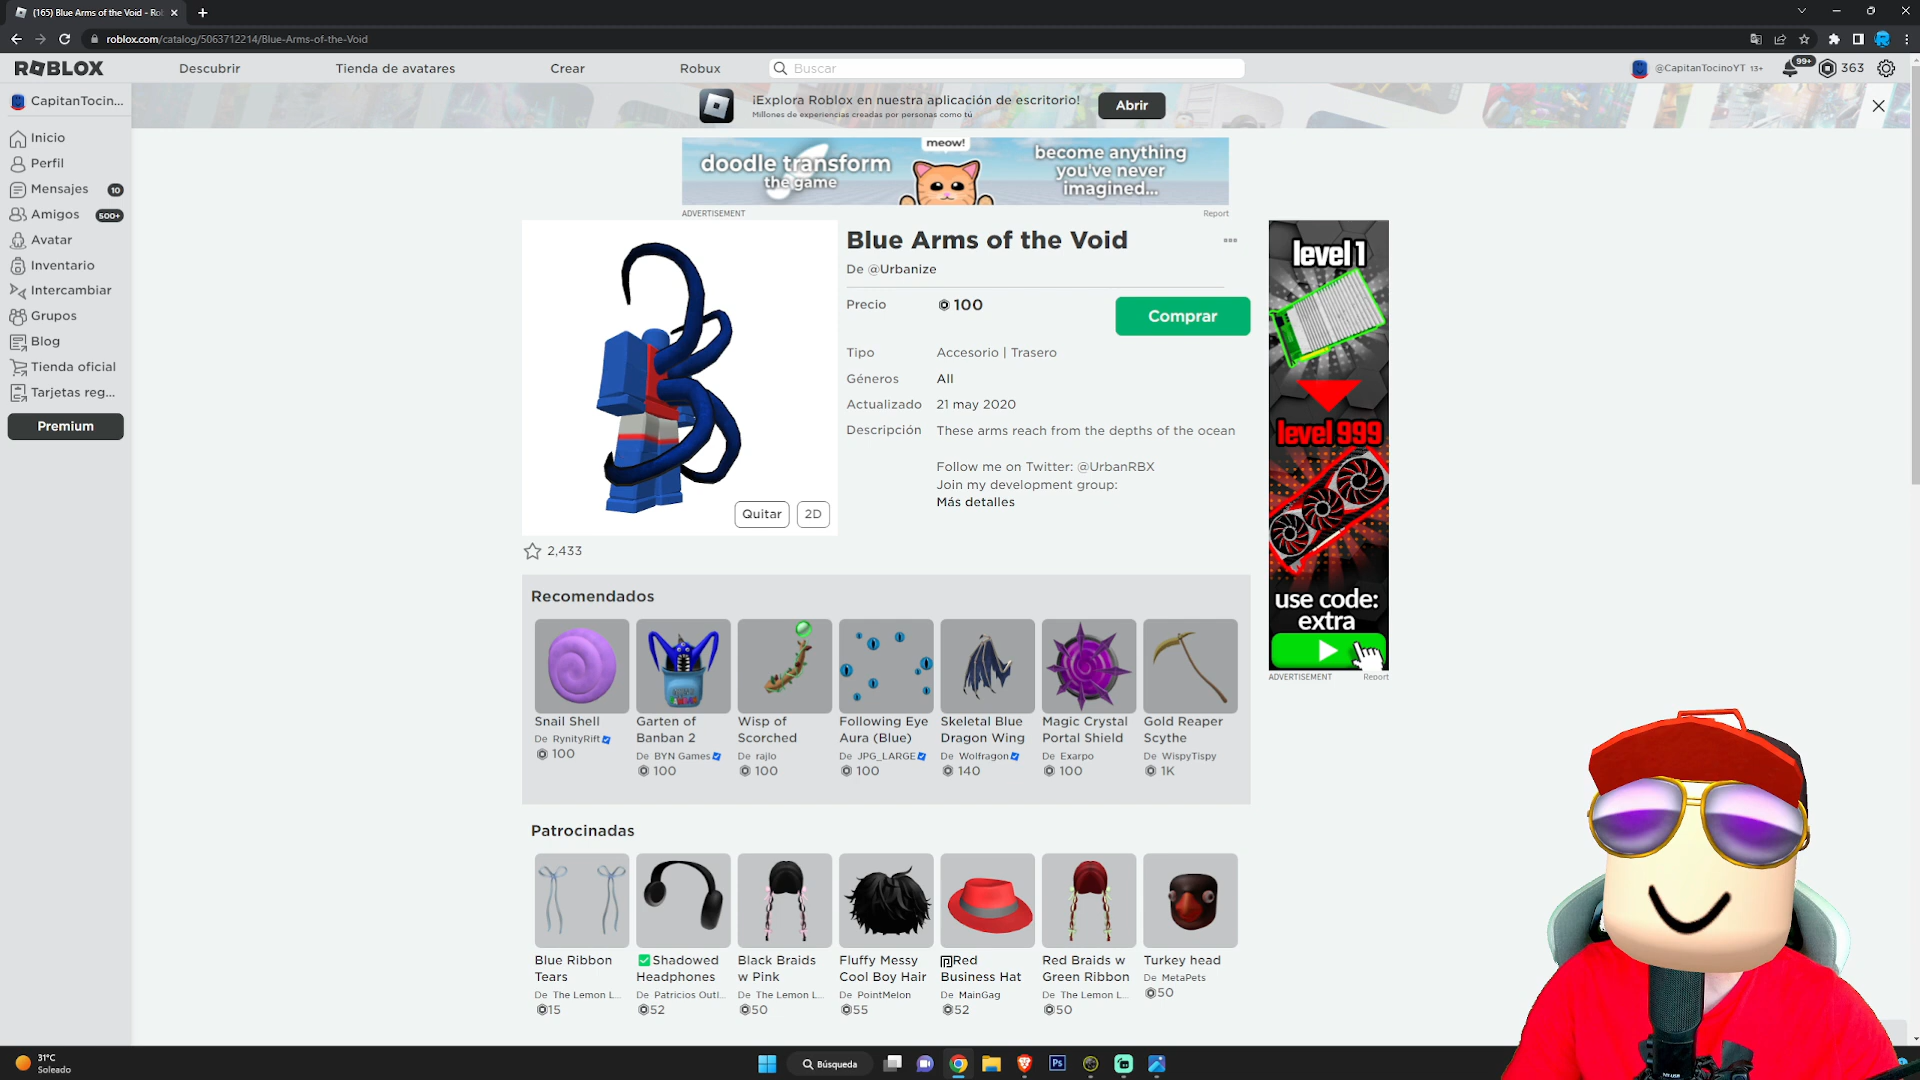 (165) Blue Arms of the Void - Ro
roblox.com/catalog/5063712214/Blue-Arms-of-the-Void
ROBLOX
Descubrir
Tienda de avatares
Crear
Robux
Buscar
@CapitanTocinoYT 13+
99+
363
CapitanTocin...
¡Explora Roblox en nuestra aplicación de escritorio!
Millones de experiencias creadas por personas como tú
Abrir
Inicio
Perfil
Mensajes 10
Amigos 500+
Avatar
Inventario
Intercambiar
Grupos
Blog
Tienda oficial
Tarjetas reg...
Premium
doodle transform
the game
meow!
become anything
you've never
imagined...
ADVERTISEMENT
Report
Blue Arms of the Void
De @Urbanize
Precio
100
Comprar
Tipo
Accesorio | Trasero
Géneros
All
Actualizado
21 may 2020
Descripción
These arms reach from the depths of the ocean
Follow me on Twitter: @UrbanRBX
Join my development group:
Más detalles
Quitar
2D
2,433
level 1
level 999
use code:
extra
ADVERTISEMENT
Report
Recomendados
Snail Shell
De RynityRift
100
Garten of
Banban 2
De BYN Games
100
Wisp of
Scorched
De rajlo
100
Following Eye
Aura (Blue)
De JPG_LARGE
100
Skeletal Blue
Dragon Wing
De Wolfragon
140
Magic Crystal
Portal Shield
De Exarpo
100
Gold Reaper
Scythe
De WispyTispy
1K
Patrocinadas
Blue Ribbon
Tears
De The Lemon L...
15
Shadowed
Headphones
De Patricios Outl...
52
Black Braids
w Pink
De The Lemon L...
50
Fluffy Messy
Cool Boy Hair
De PointMelon
55
Red
Business Hat
De MainGag
52
Red Braids w
Green Ribbon
De The Lemon L...
50
Turkey head
De MetaPets
50
31°C
Soleado
Búsqueda
Ps